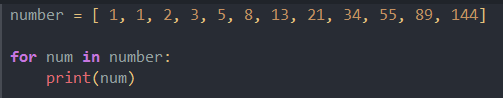 number = [ 1, 1, 2, 3, 5, 8, 13, 21, 34, 55, 89, 144]
for num in number:
    print(num)